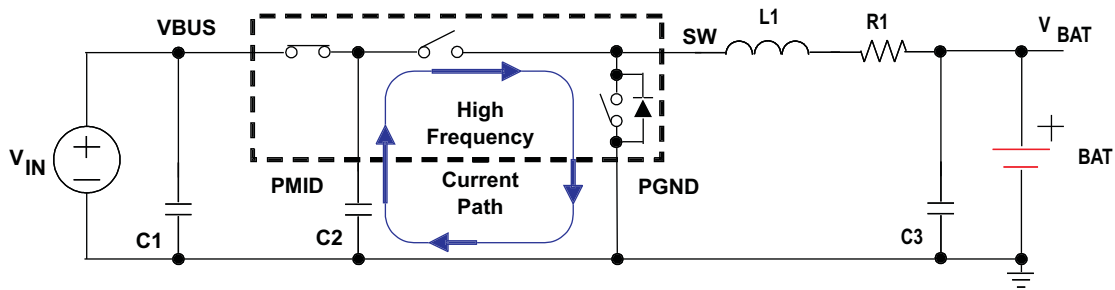 VBUS
SW
L1
R1
V BAT
High
Frequency
Current
Path
V IN
+
−
PMID
PGND
+
BAT
C1
C2
C3